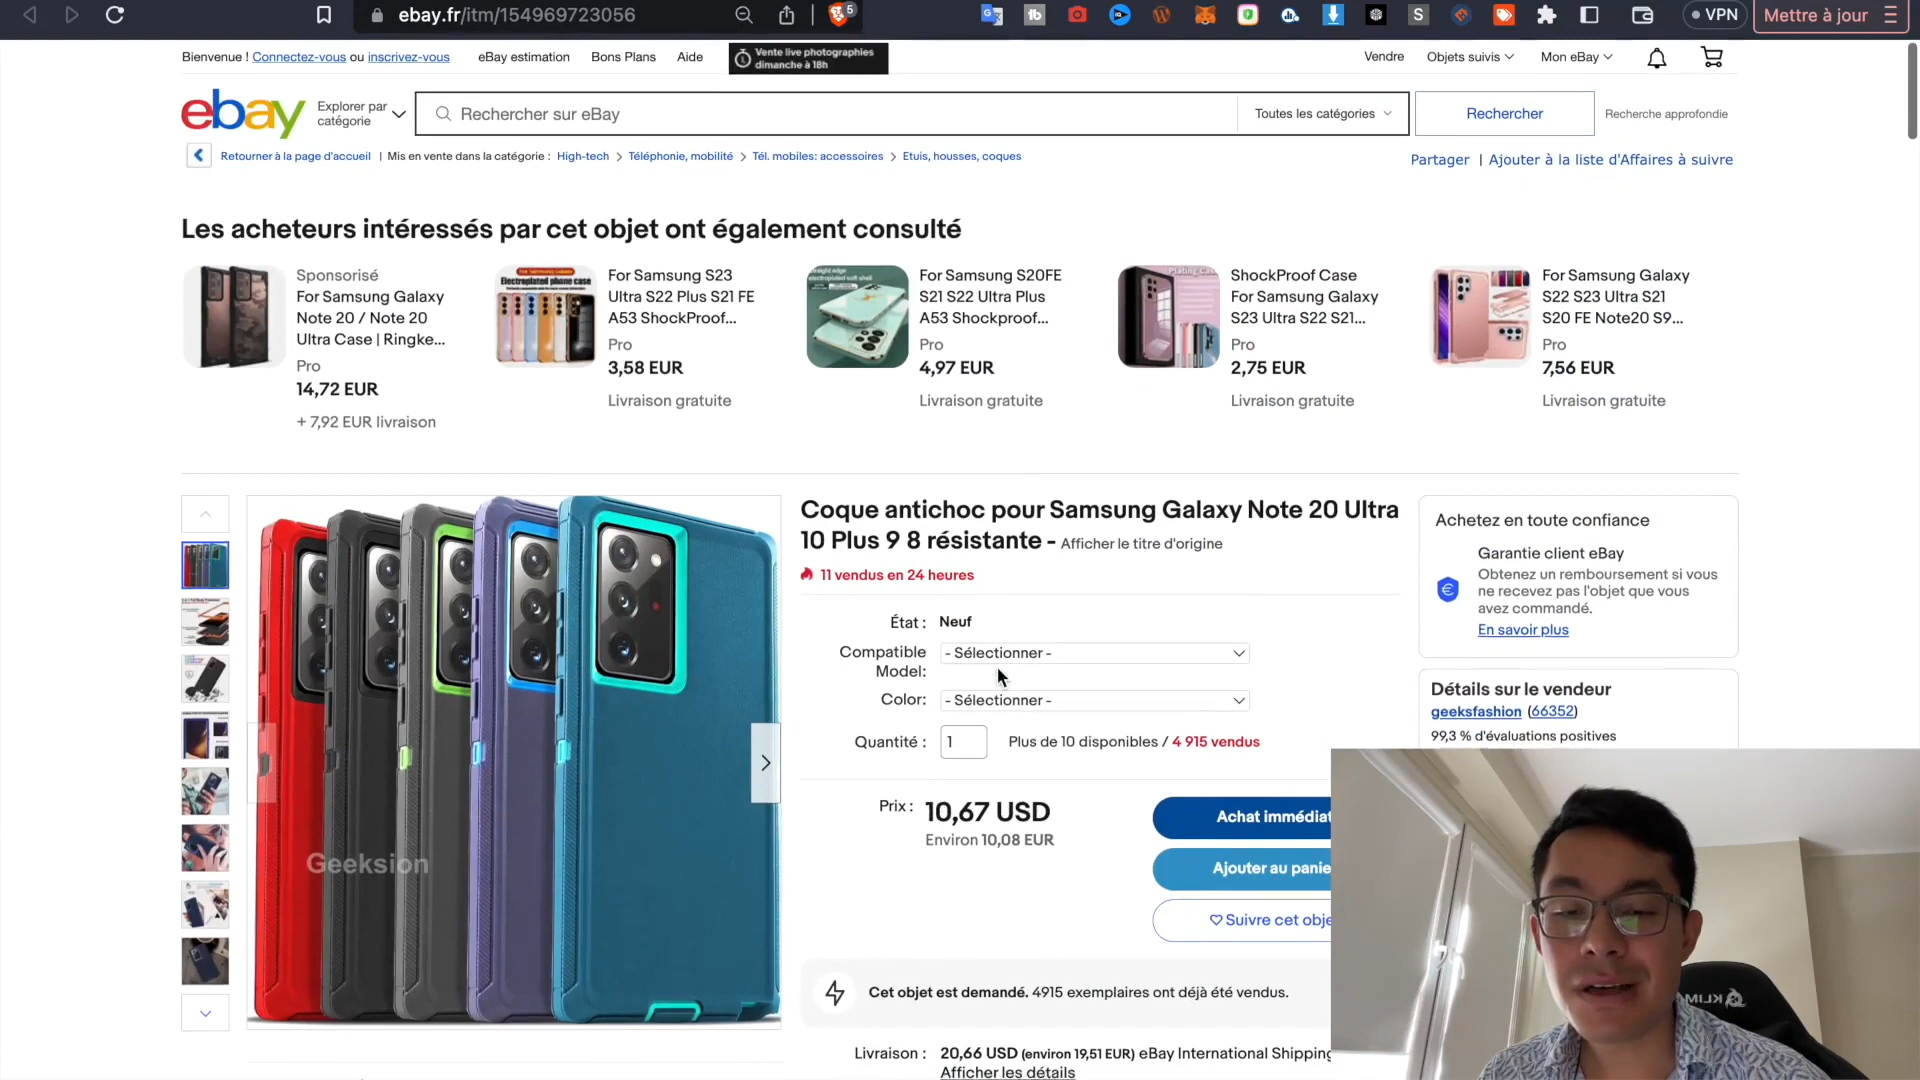 ebay.fr/itm/154969723056
5
VPN
Mettre à jour
Bienvenue ! Connectez-vous ou inscrivez-vous
eBay estimation
Bons Plans
Aide
Vente live photographies
dimanche à 18h
Vendre
Objets suivis
Mon eBay
ebay
Explorer par
catégorie
Rechercher sur eBay
Toutes les catégories
Rechercher
Recherche approfondie
Retourner à la page d'accueil | Mis en vente dans la catégorie : High-tech > Téléphonie, mobilité > Tél. mobiles: accessoires > Etuis, housses, coques
Partager | Ajouter à la liste d'Affaires à suivre
Les acheteurs intéressés par cet objet ont également consulté
Sponsorisé
For Samsung Galaxy
Note 20 / Note 20
Ultra Case | Ringke...
Pro
14,72 EUR
+ 7,92 EUR livraison
Electroplated phone case
For Samsung S23
Ultra S22 Plus S21 FE
A53 ShockProof...
Pro
3,58 EUR
Livraison gratuite
For Samsung S20FE
S21 S22 Ultra Plus
A53 Shockproof...
Pro
4,97 EUR
Livraison gratuite
ShockProof Case
For Samsung Galaxy
S23 Ultra S22 S21...
Pro
2,75 EUR
Livraison gratuite
For Samsung Galaxy
S22 S23 Ultra S21
S20 FE Note20 S9...
Pro
7,56 EUR
Livraison gratuite
Geeksion
Coque antichoc pour Samsung Galaxy Note 20 Ultra
10 Plus 9 8 résistante - Afficher le titre d'origine
11 vendus en 24 heures
État : Neuf
Compatible
Model:
- Sélectionner -
Color: - Sélectionner -
Quantité : 1 Plus de 10 disponibles / 4 915 vendus
Prix : 10,67 USD
Environ 10,08 EUR
Achat immédiat
Ajouter au panie
Suivre cet obje
Cet objet est demandé. 4915 exemplaires ont déjà été vendus.
Livraison : 20,66 USD (environ 19,51 EUR) eBay International Shipping
Afficher les détails
Achetez en toute confiance
Garantie client eBay
Obtenez un remboursement si vous
ne recevez pas l'objet que vous
avez commandé.
En savoir plus
Détails sur le vendeur
geeksfashion (66352)
99,3 % d'évaluations positives
KLIM